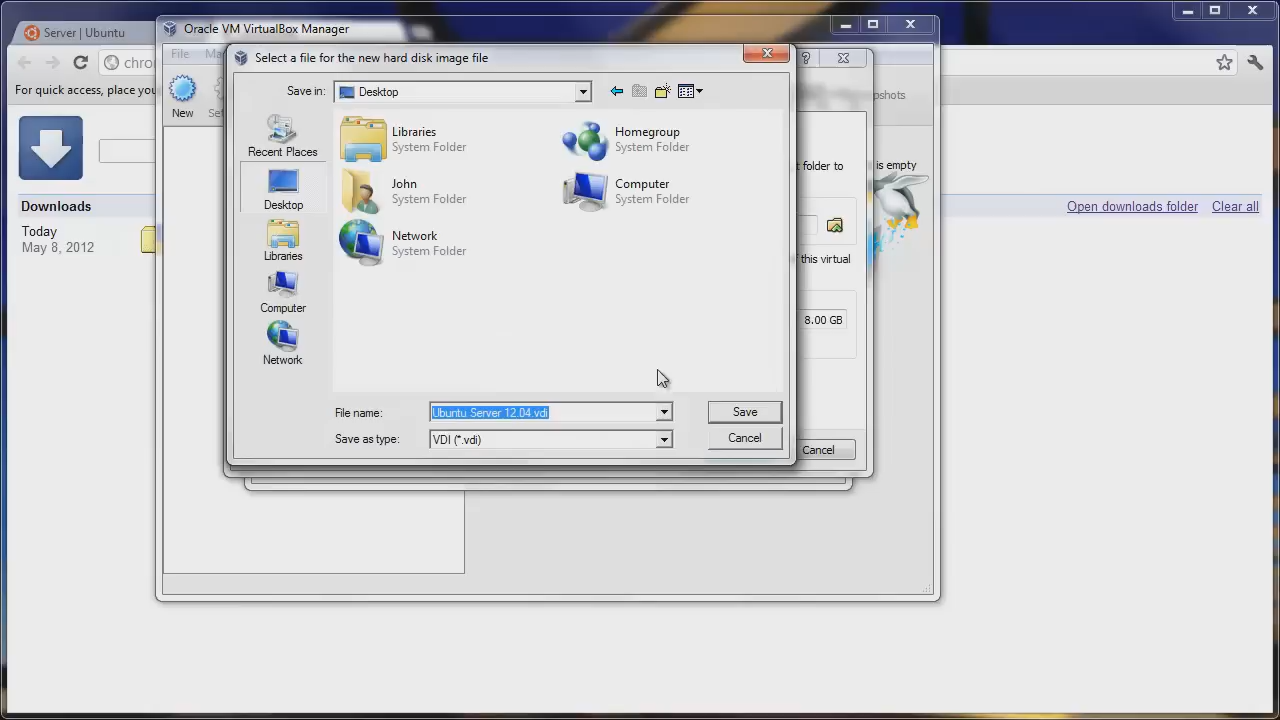 Server | Ubuntu
Oracle VM VirtualBox Manager
File
Select a file for the new hard disk image file
chro
For quick access, place you
New
Save in:
Desktop
Recent Places
Desktop
Libraries
Computer
Network
Libraries
System Folder
Homegroup
System Folder
John
System Folder
Computer
System Folder
Network
System Folder
File name:
Ubuntu Server 12.04.vdi
Save
Save as type:
VDI (*.vdi)
Cancel
?
pshots
t folder to
is empty
this virtual
8.00 GB
Cancel
Downloads
Open downloads folder
Clear all
Today
May 8, 2012